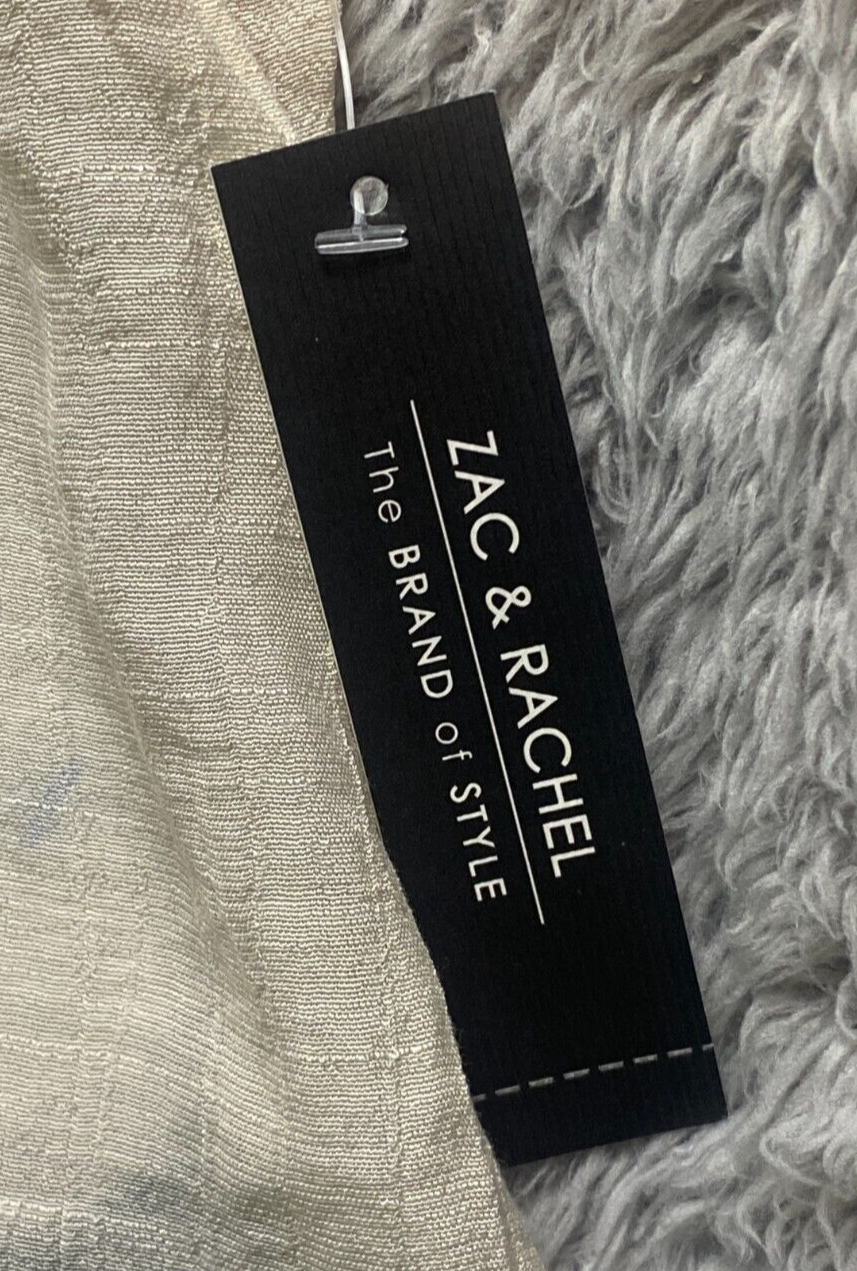 ZAC & RACHEL
The BRAND of STYLE